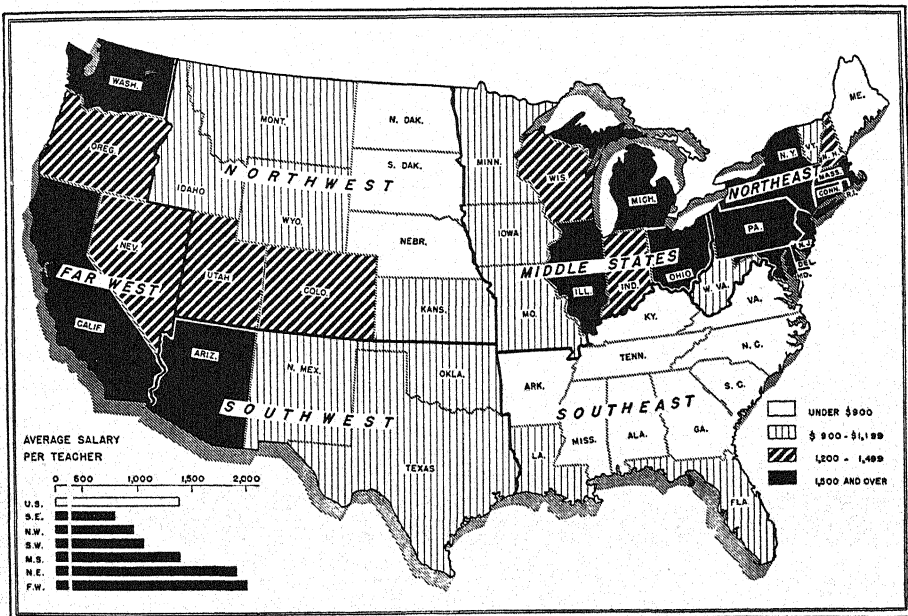 WASH.
OREG.
CALIF.
NEV.
IDAHO
MONT.
WYO.
UTAH
COLO.
ARIZ.
N. MEX.
N. DAK.
S. DAK.
NEBR.
KANS.
OKLA.
TEXAS
MINN.
IOWA
MO.
ARK.
LA.
WIS.
ILL.
MICH.
IND.
OHIO
KY.
TENN.
MISS.
ALA.
GA.
FLA.
S. C.
N. C.
VA.
W. VA.
PA.
N. Y.
VT.
N. H.
ME.
MASS.
CONN.
R.I.
N.J.
DEL.
MD.
FAR WEST
NORTHWEST
SOUTHWEST
MIDDLE STATES
NORTHEAST
SOUTHEAST
UNDER $900
$ 900 - $1,199
1,200 - 1,499
1,500 AND OVER
AVERAGE SALARY
PER TEACHER
0 500 1,000 1,500 2,000
U.S.
S.E.
N.W.
S.W.
M.S.
N.E.
F.W.